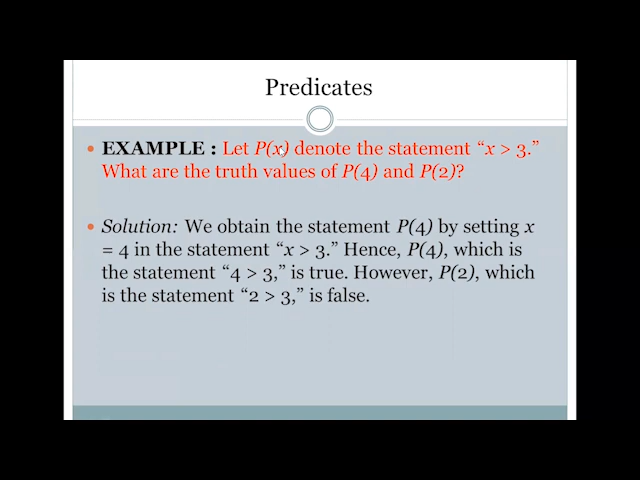 Predicates
• EXAMPLE : Let P(x) denote the statement “x > 3.”
What are the truth values of P(4) and P(2)?
• Solution: We obtain the statement P(4) by setting x
= 4 in the statement “x > 3.” Hence, P(4), which is
the statement “4 > 3,” is true. However, P(2), which
is the statement “2 > 3,” is false.